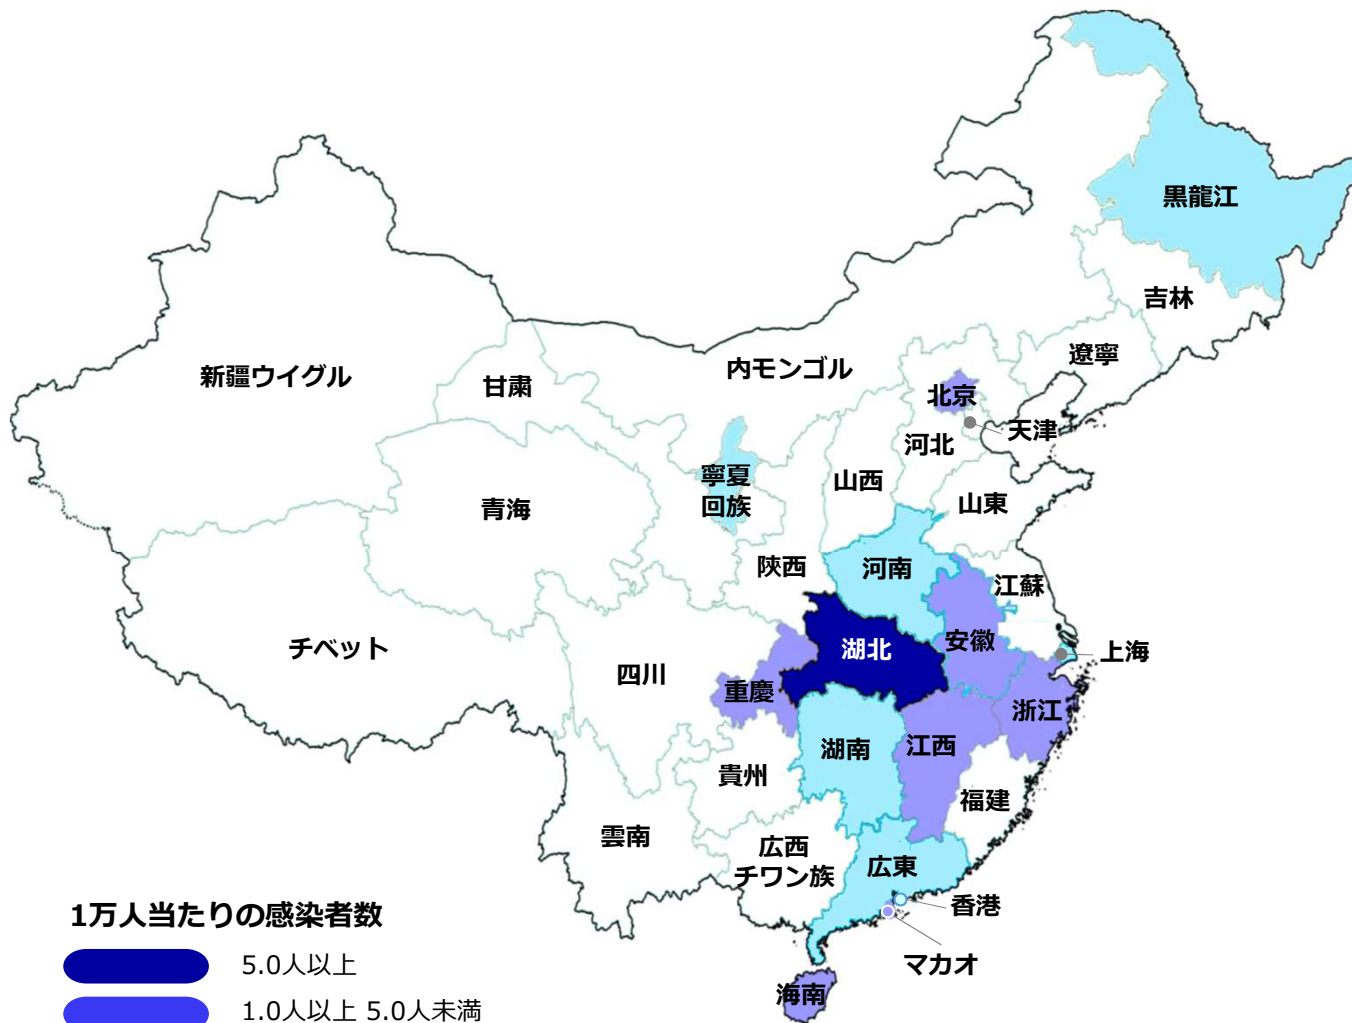 黒龍江
吉林
遼寧
内モンゴル
新疆ウイグル
甘粛
北京
天津
河北
山西
寧夏
回族
山東
青海
陝西
河南
江蘇
安徽
湖北
上海
チベット
四川
重慶
浙江
湖南
江西
貴州
福建
雲南
広西
チワン族
広東
香港
マカオ
海南
1万人当たりの感染者数
5.0人以上
1.0人以上 5.0人未満